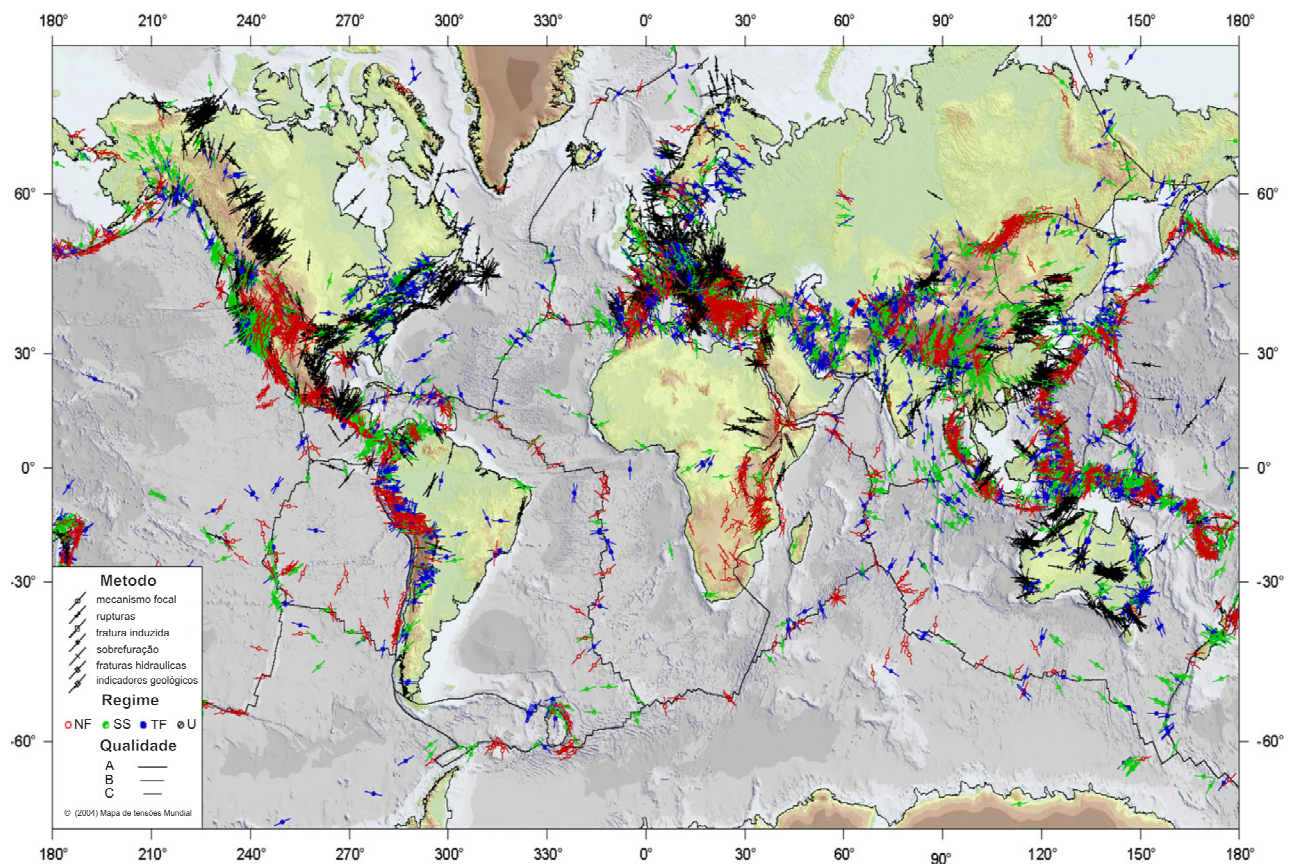 180° 210° 240° 270° 300° 330° 0° 30° 60° 90° 120° 150° 180°
60° 60°
30° 30°
0° 0°
-30° -30°
-60° -60°
Metodo
mecanismo focal
rupturas
fratura induzida
sobrefuração
fraturas hidraulicas
indicadores geológicos
Regime
NF SS TF U
Qualidade
A
B
C
© (2004) Mapa de tensões Mundial
180° 210° 240° 270° 300° 330° 0° 30° 60° 90° 120° 150° 180°